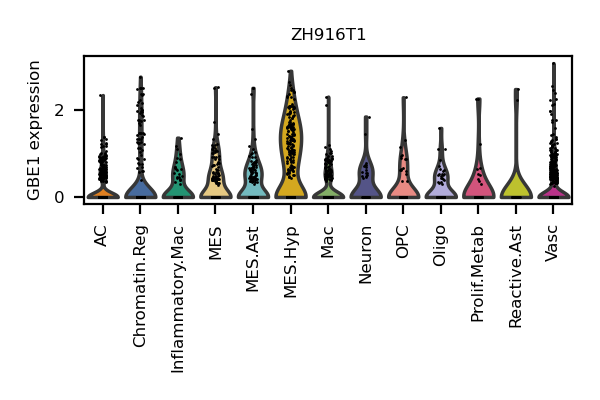 ZH916T1
GBE1 expression
2
0
AC
Chromatin.Reg
Inflammatory.Mac
MES
MES.Ast
MES.Hyp
Mac
Neuron
OPC
Oligo
Prolif.Metab
Reactive.Ast
Vasc